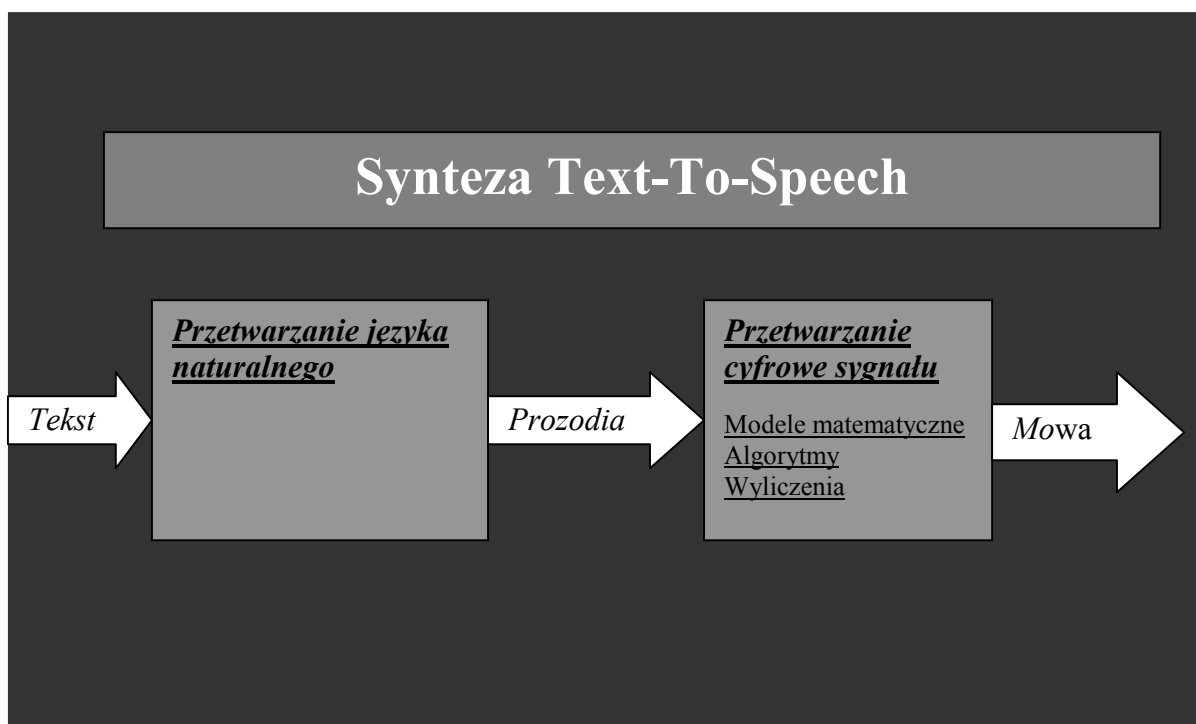 Synteza Text-To-Speech
Tekst
Przetwarzanie języka
naturalnego
Prozodia
Przetwarzanie
cyfrowe sygnału
Modele matematyczne
Algorytmy
Wyliczenia
Mowa